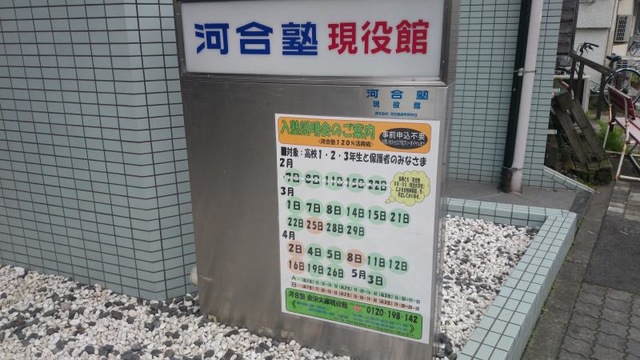 河合塾 現役館
河合塾
現役館
入塾説明会のご案内
(河合塾120%活用術)
事前申込不要
■対象：高校1・2・3年生と保護者のみなさま
2月
7日 8日 11日 15日 22日
3月
1日 7日 8日 14日 15日 21日
22日 25日 28日 29日
4月
2日 4日 5日 8日 11日 12日
16日 19日 26日 5月 3日
0120 198 142